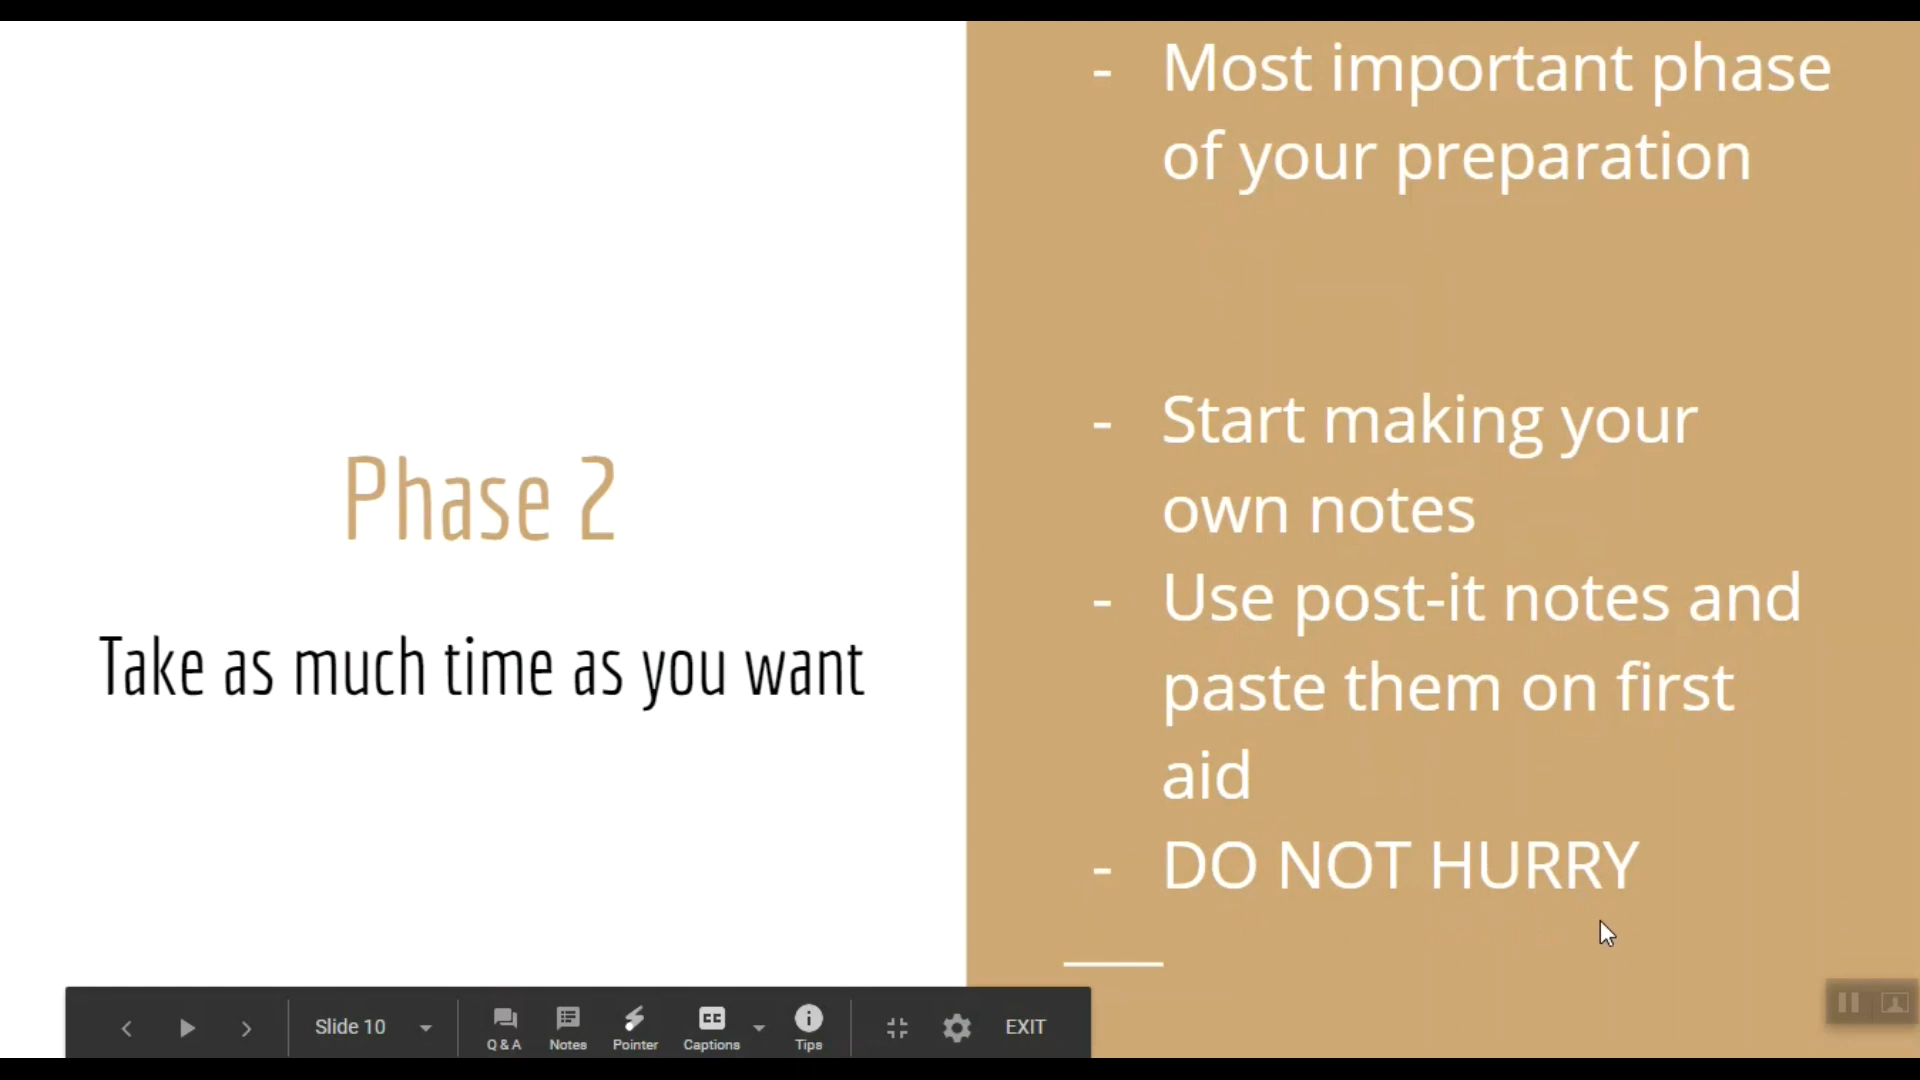 Phase 2
Take as much time as you want
- Most important phase
of your preparation
- Start making your
own notes
- Use post-it notes and
paste them on first
aid
- DO NOT HURRY
Slide 10
Q & A
Notes
Pointer
CC
Captions
Tips
EXIT